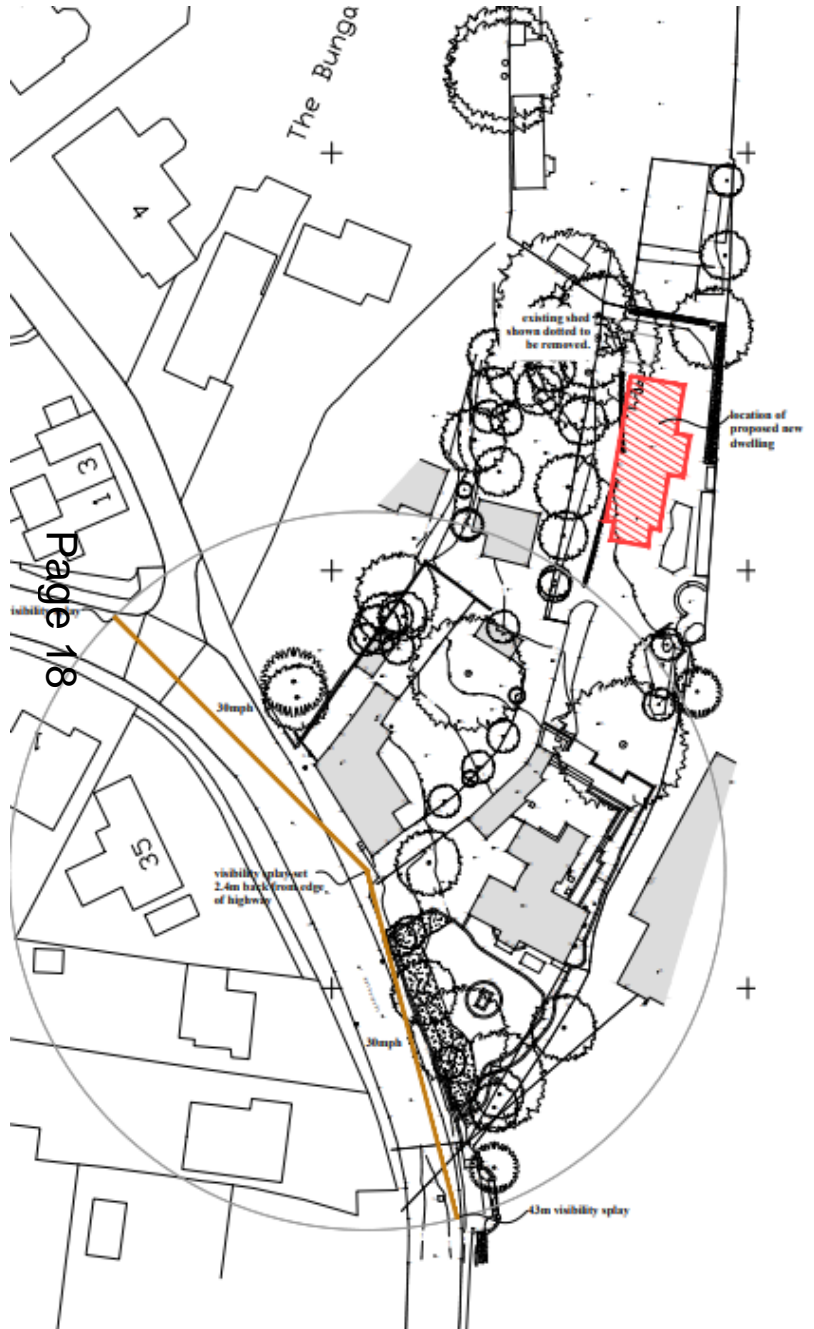 The Bunga
4
existing shed
shown dotted to
be removed.
location of
proposed new
dwelling
3
1
Page 18
visibility splay
30mph
1
35
visibility splay set
2.4m back from edge
of highway
30mph
43m visibility splay